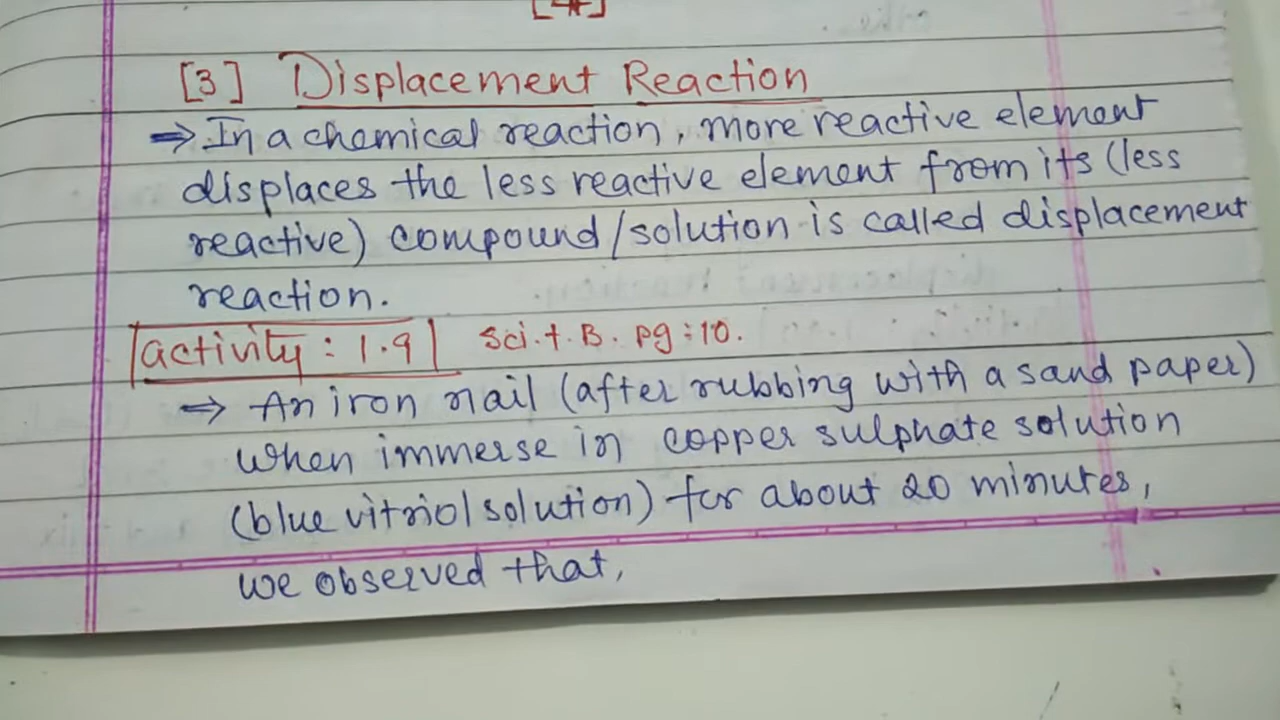 [4]
[3] Displacement Reaction
⇒ In a chemical reaction, more reactive element
displaces the less reactive element from its (less
reactive) compound/solution is called displacement
reaction.
activity : 1.9 Sci. t. B. pg : 10.
⇒ An iron nail (after rubbing with a sand paper)
when immerse in copper sulphate solution
(blue vitriol solution) for about 20 minutes,
we observed that,